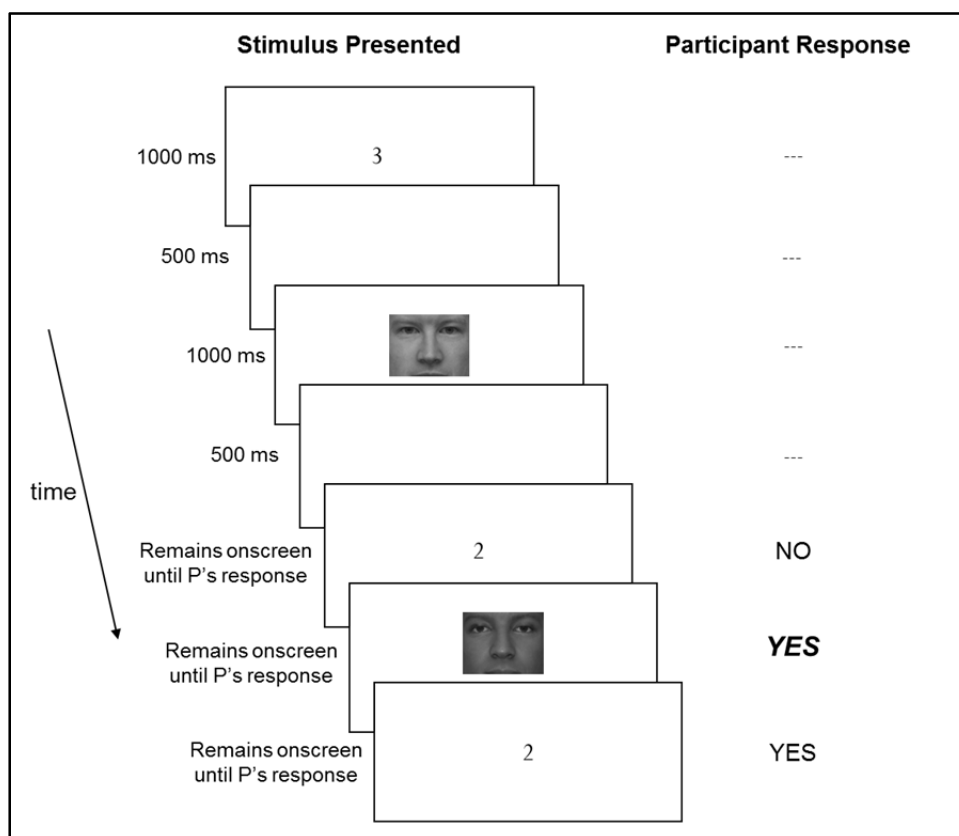 Stimulus Presented Participant Response
1000 ms 3 ---
500 ms ---
1000 ms ---
500 ms ---
time
Remains onscreen
until P's response 2 NO
Remains onscreen
until P's response YES
Remains onscreen
until P's response 2 YES